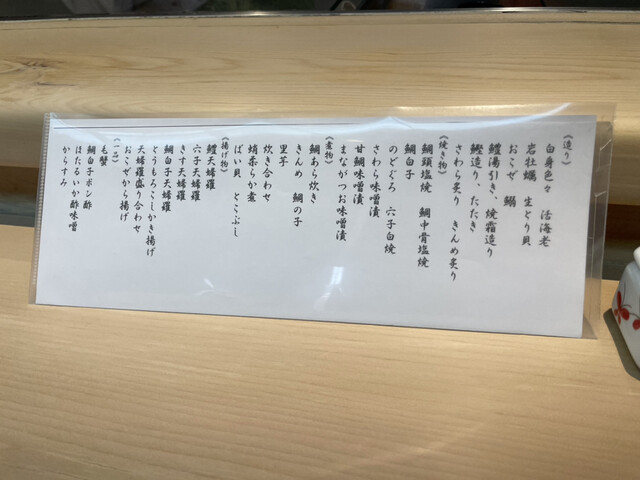 《造り》
白身色々　活海老
岩牡蠣　生とり貝
おこぜ　鰯
鱧湯引き、焼霜造り
鰹造り、たたき
さわら炙り　きんめ炙り
《焼き物》
鯛頭塩焼　鯛中骨塩焼
鯛白子
のどぐろ　穴子白焼
さわら味噌漬
甘鯛味噌漬
まながつお味噌漬
《煮物》
鯛あら炊き
きんめ　鯛の子
里芋
炊き合わせ
蛸柔らか煮
ばい貝、とこぶし
《揚げ物》
鱧天婦羅
穴子天婦羅
きす天婦羅
鯛白子天婦羅
とうもろこしかき揚げ
天婦羅盛り合わせ
おこぜから揚げ
《一品》
毛蟹
鯛白子ポン酢
ほたるいか酢味噌
からすみ